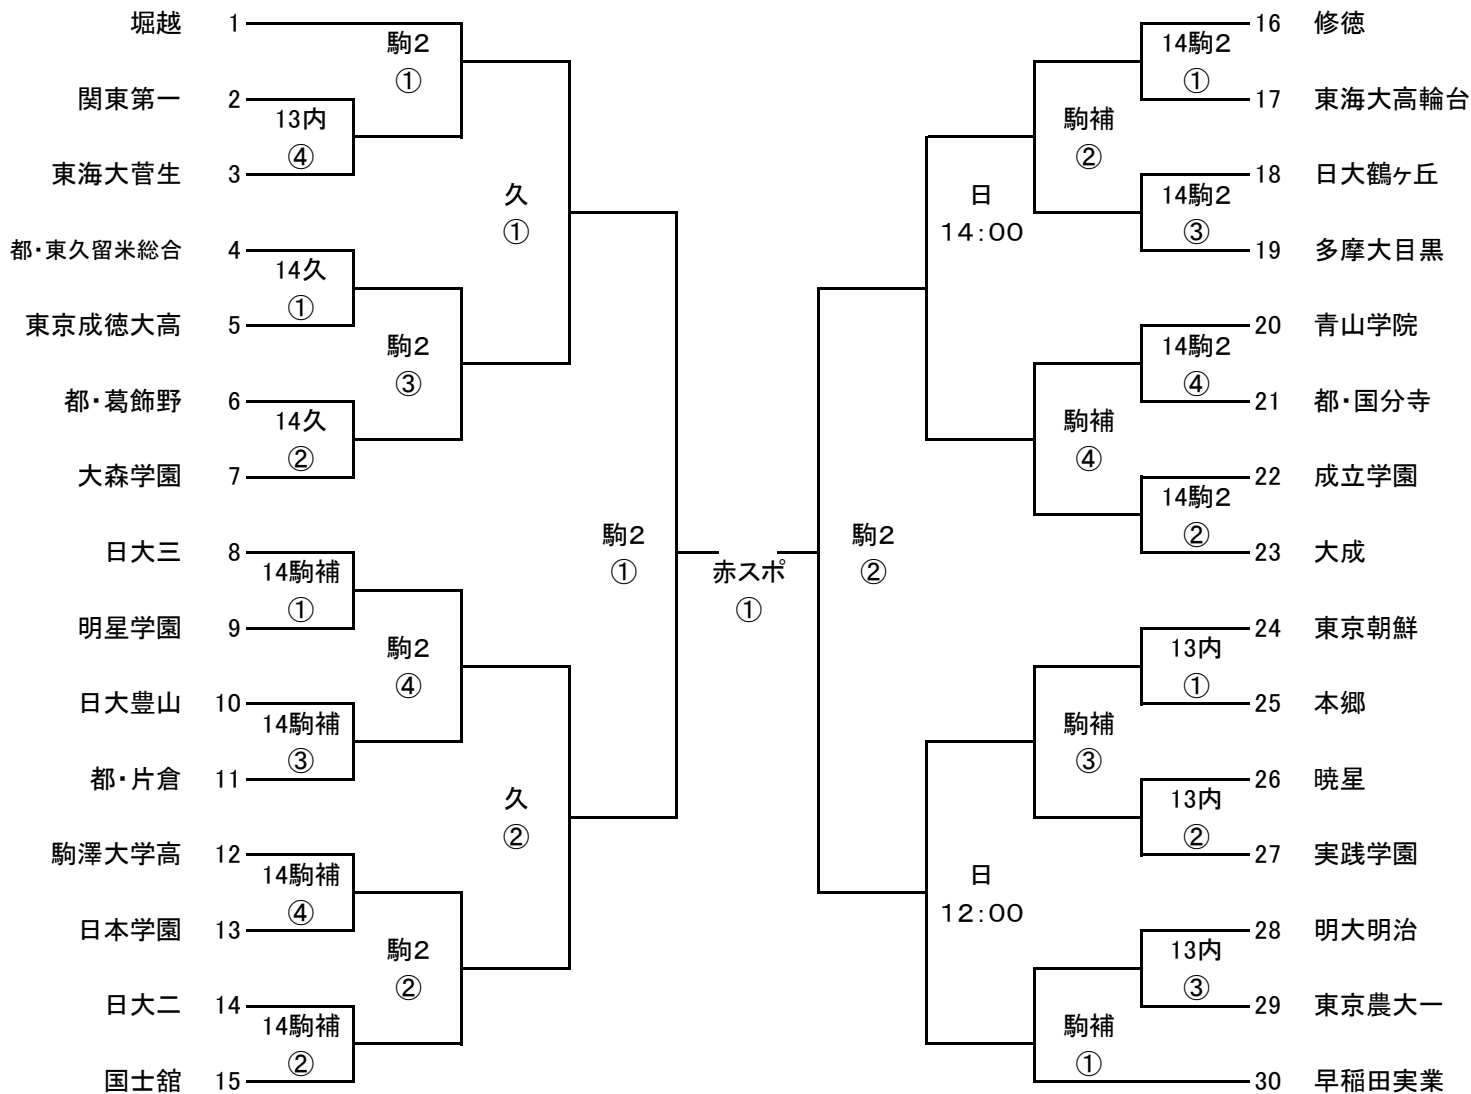 堀越 1
駒2
①
関東第一 2
13内
④
東海大菅生 3
久
①
都・東久留米総合 4
14久
①
東京成徳大高 5
駒2
③
都・葛飾野 6
14久
②
大森学園 7
駒2
①
日大三 8
14駒補
①
明星学園 9
駒2
④
日大豊山 10
14駒補
③
都・片倉 11
久
②
駒澤大学高 12
14駒補
④
日本学園 13
駒2
②
日大二 14
14駒補
②
国士舘 15
赤スポ
①
16 修徳
14駒2
①
17 東海大高輪台
駒補
②
18 日大鶴ヶ丘
14駒2
③
19 多摩大目黒
日
14:00
20 青山学院
14駒2
④
21 都・国分寺
駒補
④
22 成立学園
14駒2
②
23 大成
駒2
②
24 東京朝鮮
13内
①
25 本郷
駒補
③
26 暁星
13内
②
27 実践学園
日
12:00
28 明大明治
13内
③
29 東京農大一
駒補
①
30 早稲田実業